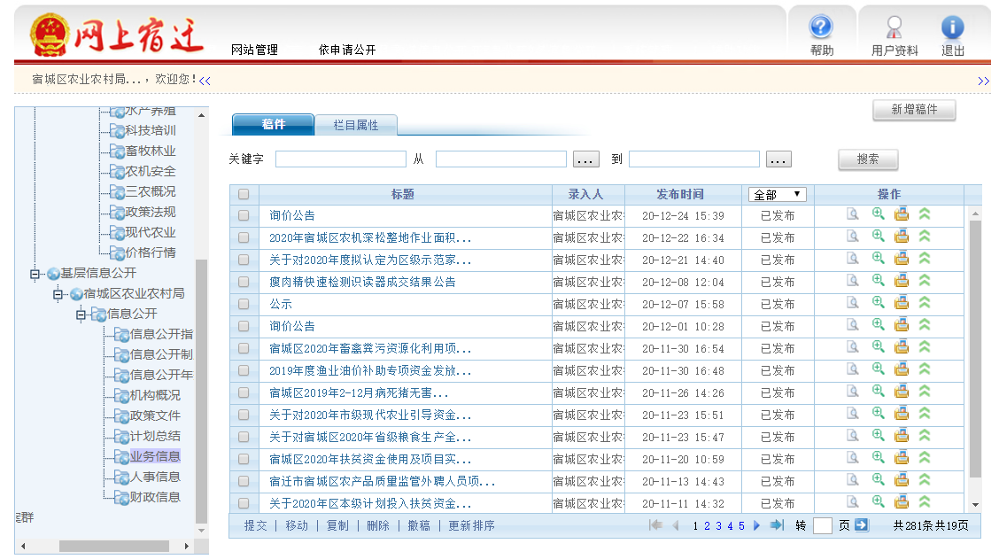 网上宿迁
网站管理 依申请公开 帮助 用户资料 退出
宿城区农业农村局...，欢迎您! << >>
水产养殖
科技培训
畜牧林业
农机安全
三农概况
政策法规
现代农业
价格行情
基层信息公开
宿城区农业农村局
信息公开
信息公开指
信息公开制
信息公开年
机构概况
政策文件
计划总结
业务信息
人事信息
财政信息
新增稿件
稿件 栏目属性
关键字 从 ... 到 ... 搜索
标题 录入人 发布时间 全部 操作
询价公告 宿城区农业农 20-12-24 15:39 已发布
2020年宿城区农机深松整地作业面积... 宿城区农业农 20-12-22 16:34 已发布
关于对2020年度拟认定为区级示范家... 宿城区农业农 20-12-21 14:40 已发布
瘦肉精快速检测识读器成交结果公告 宿城区农业农 20-12-08 12:04 已发布
公示 宿城区农业农 20-12-07 15:58 已发布
询价公告 宿城区农业农 20-12-01 10:28 已发布
宿城区2020年畜禽粪污资源化利用项... 宿城区农业农 20-11-30 16:54 已发布
2019年度渔业油价补助专项资金发放... 宿城区农业农 20-11-30 16:48 已发布
宿城区2019年2-12月病死猪无害... 宿城区农业农 20-11-26 14:26 已发布
关于对2020年市级现代农业引导资金... 宿城区农业农 20-11-23 15:51 已发布
关于对宿城区2020年省级粮食生产全... 宿城区农业农 20-11-23 15:47 已发布
宿城区2020年扶贫资金使用及项目实... 宿城区农业农 20-11-20 10:59 已发布
宿迁市宿城区农产品质量监管外聘人员项... 宿城区农业农 20-11-13 14:43 已发布
关于2020年区本级计划投入扶贫资金... 宿城区农业农 20-11-11 14:32 已发布
提交 | 移动 | 复制 | 删除 | 撤稿 | 更新排序 1 2 3 4 5 转 页 共281条共19页
群